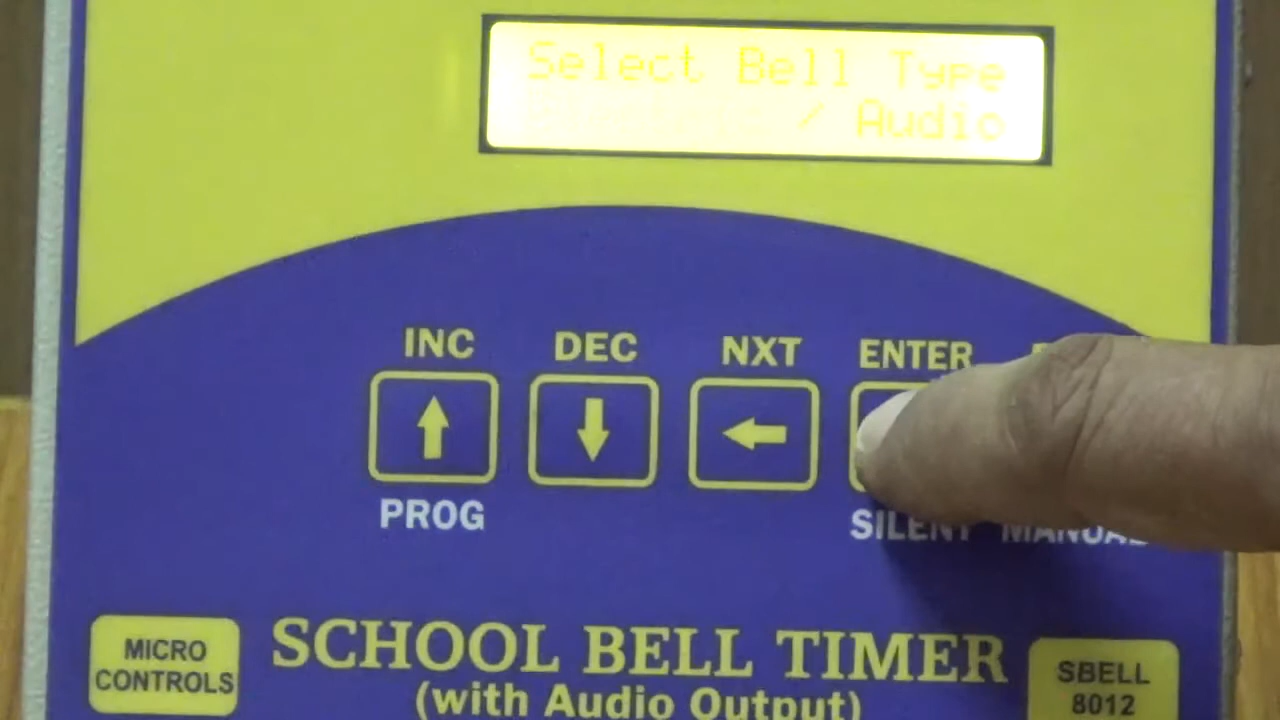 Select Bell Type
/ Audio
INC DEC NXT ENTER
PROG SILENT MANUAL
MICRO CONTROLS
SCHOOL BELL TIMER
(with Audio Output)
SBELL 8012